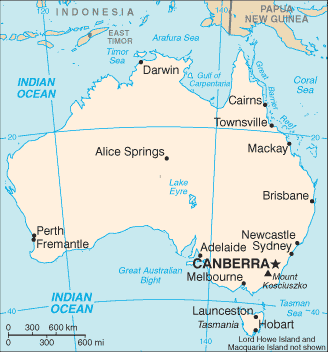 INDONESIA
PAPUA
NEW GUINEA
EAST
TIMOR
Arafura Sea
120
140
Timor
Sea
Darwin
Gulf of
Carpentaria
Great
Barrier
Reef
Coral
Sea
INDIAN
OCEAN
Cairns
Townsville
20
20
Mackay
Alice Springs
Lake
Eyre
Brisbane
Perth
Fremantle
Newcastle
Sydney
Adelaide
CANBERRA
Great Australian
Bight
Melbourne
Mount
Kosciuszko
INDIAN
OCEAN
Tasman
Sea
Launceston
Tasmania
Hobart
40
0 300 600 km
0 300 600 mi
Lord Howe Island and
Macquarie Island not shown